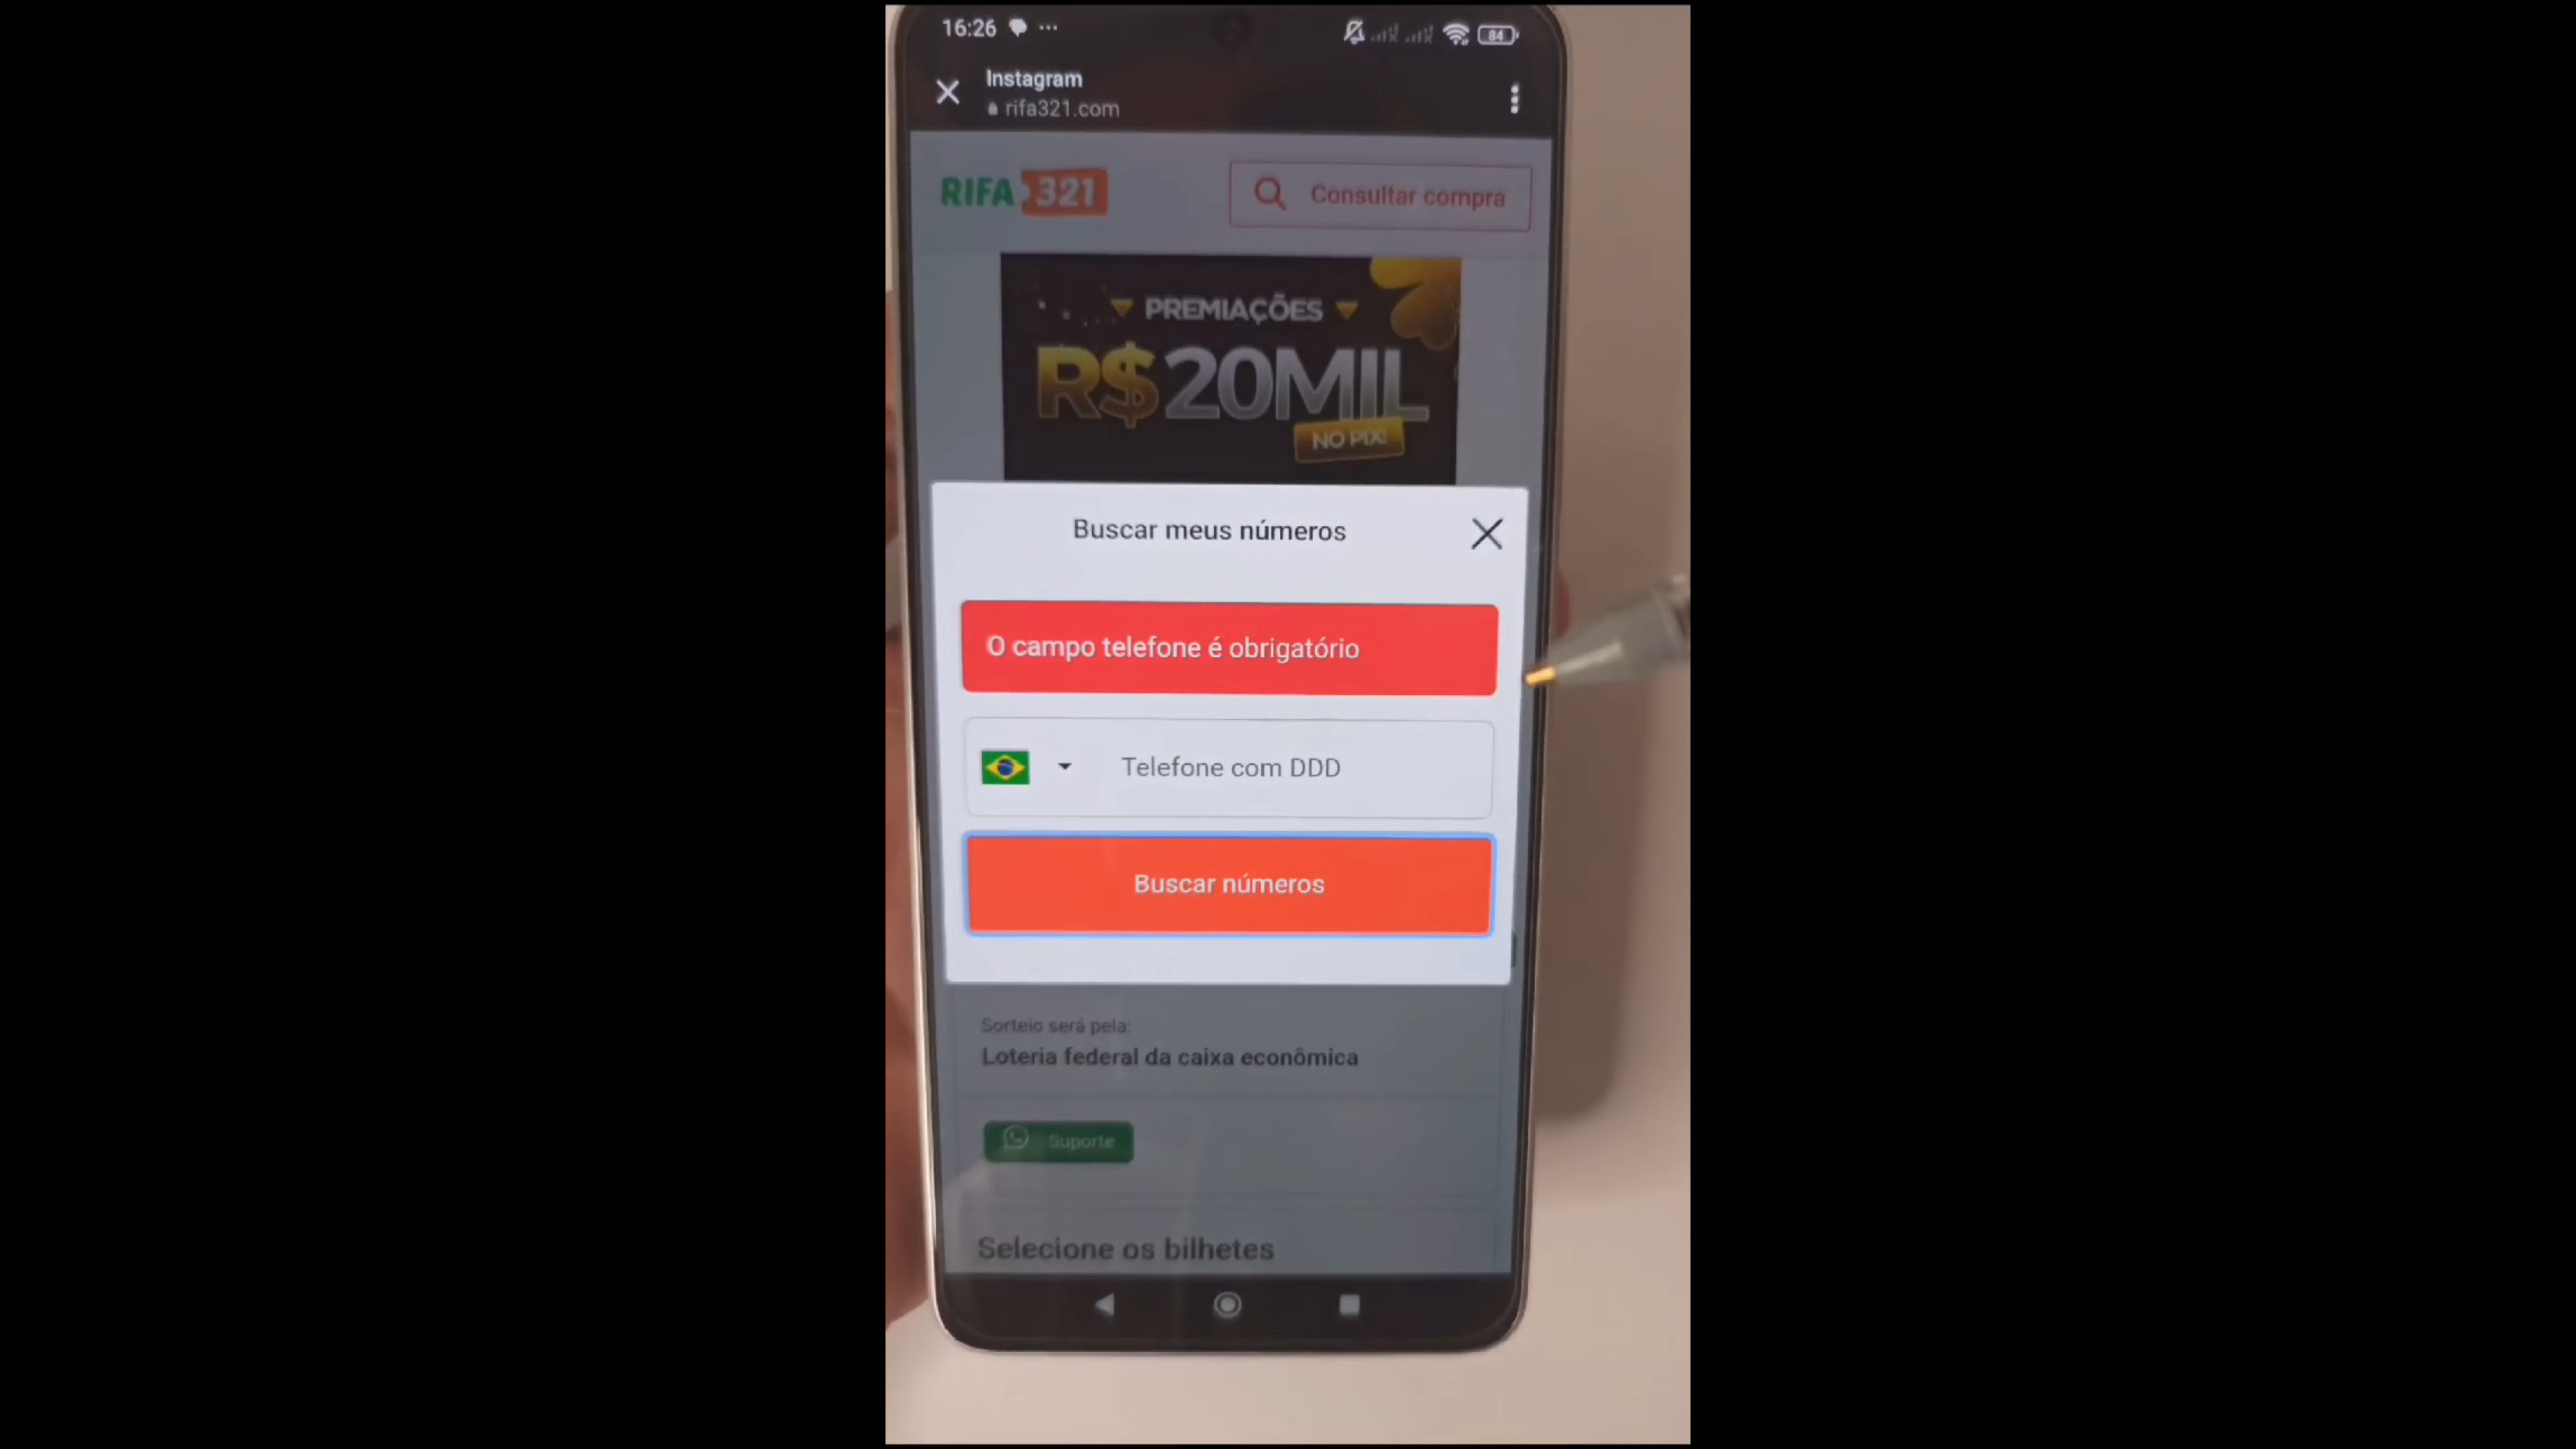 16:26
84
Instagram
rifa321.com
RIFA 321
Consultar compra
PREMIAÇÕES
R$20MIL
NO PIX!
Buscar meus números
O campo telefone é obrigatório
Telefone com DDD
Buscar números
Sorteio será pela:
Loteria federal da caixa econômica
Suporte
Selecione os bilhetes